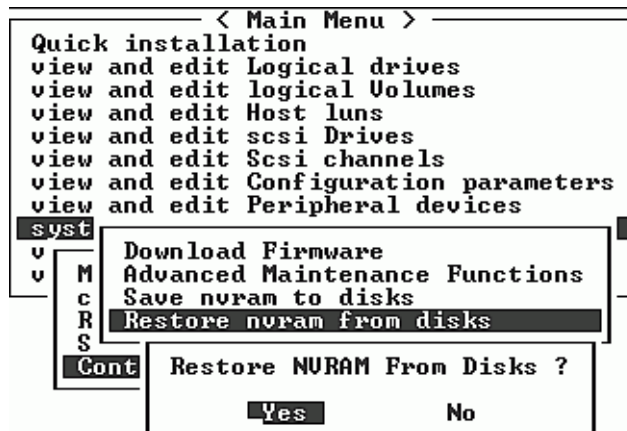 < Main Menu >
Quick installation
view and edit Logical drives
view and edit logical Volumes
view and edit Host luns
view and edit scsi Drives
view and edit Scsi channels
view and edit Configuration parameters
view and edit Peripheral devices
syst
v
v
M
c
R
S
Cont
Download Firmware
Advanced Maintenance Functions
Save nvram to disks
Restore nvram from disks
Restore NVRAM From Disks ?
Yes No